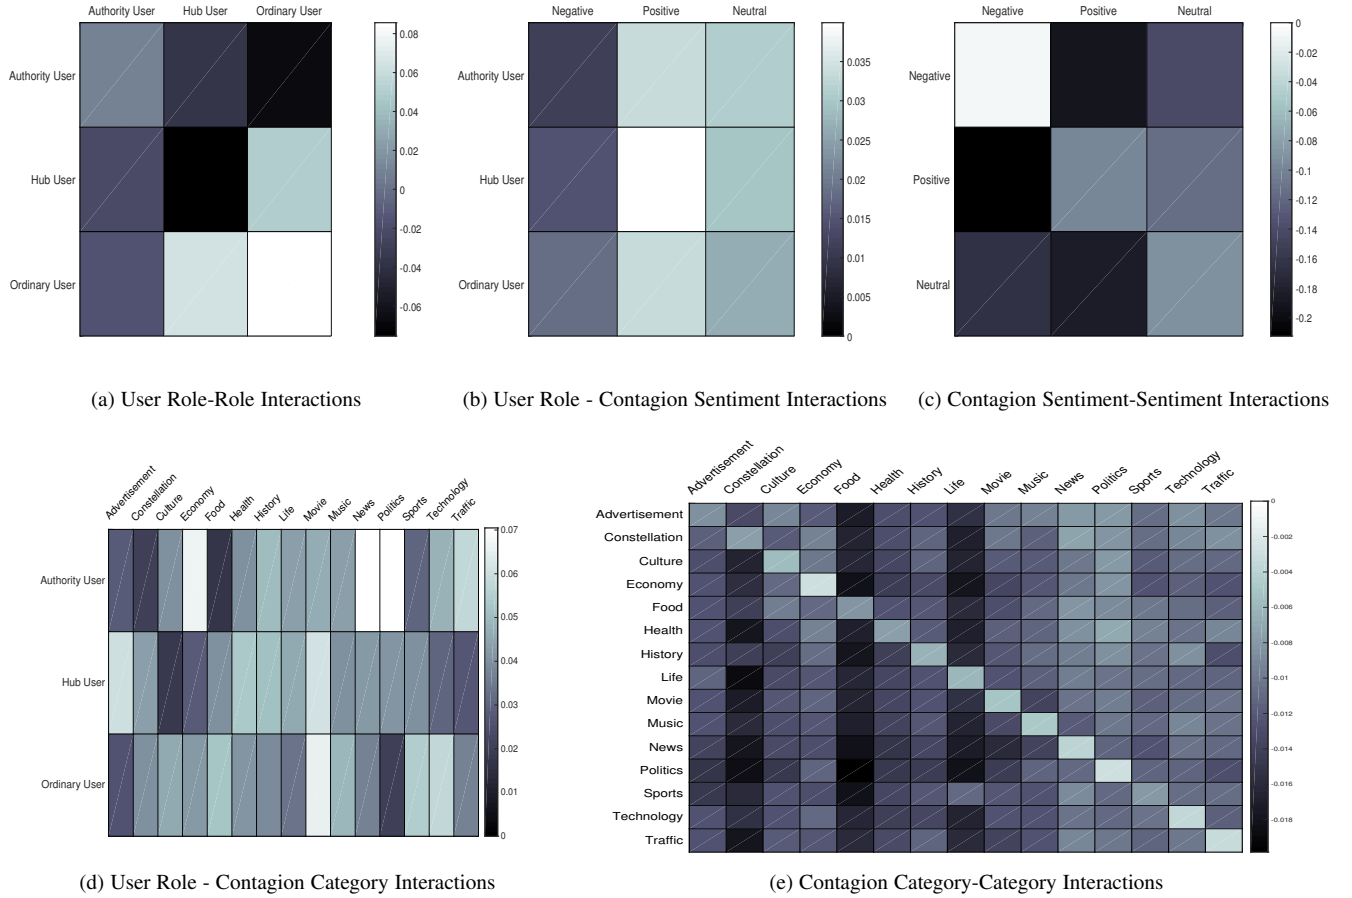 Authority User Hub User Ordinary User
Authority User
Hub User
Ordinary User
0.08
0.06
0.04
0.02
0
-0.02
-0.04
-0.06
(a) User Role-Role Interactions
Negative Positive Neutral
Authority User
Hub User
Ordinary User
0.035
0.03
0.025
0.02
0.015
0.01
0.005
0
(b) User Role - Contagion Sentiment Interactions
Negative Positive Neutral
Negative
Positive
Neutral
0
-0.02
-0.04
-0.06
-0.08
-0.1
-0.12
-0.14
-0.16
-0.18
-0.2
(c) Contagion Sentiment-Sentiment Interactions
Advertisement Constellation Culture Economy Food Health History Life Movie Music News Politics Sports Technology Traffic
Authority User
Hub User
Ordinary User
0.07
0.06
0.05
0.04
0.03
0.02
0.01
0
(d) User Role - Contagion Category Interactions
Advertisement Constellation Culture Economy Food Health History Life Movie Music News Politics Sports Technology Traffic
Advertisement
Constellation
Culture
Economy
Food
Health
History
Life
Movie
Music
News
Politics
Sports
Technology
Traffic
0
-0.002
-0.004
-0.006
-0.008
-0.01
-0.012
-0.014
-0.016
-0.018
(e) Contagion Category-Category Interactions